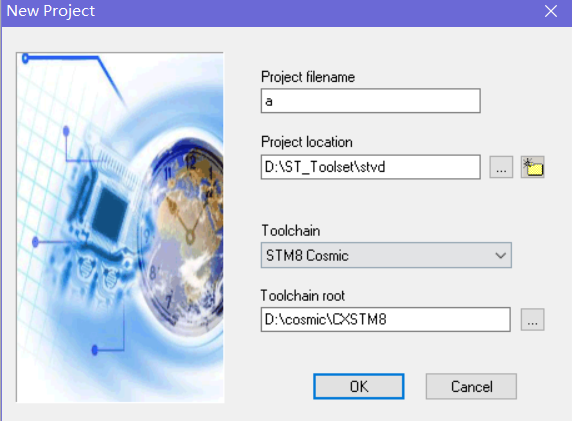 New Project
Project filename
a
Project location
D:\ST_Toolset\stvd
...
Toolchain
STM8 Cosmic
Toolchain root
D:\cosmic\CXSTM8
...
OK
Cancel